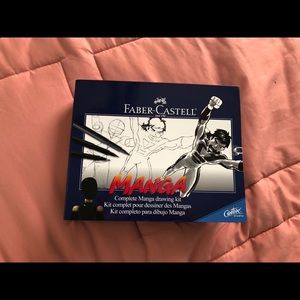 FABER-CASTELL
MANGA
Complete Manga drawing kit
Kit complet pour dessiner des Mangas
Kit completo para dibujo Manga